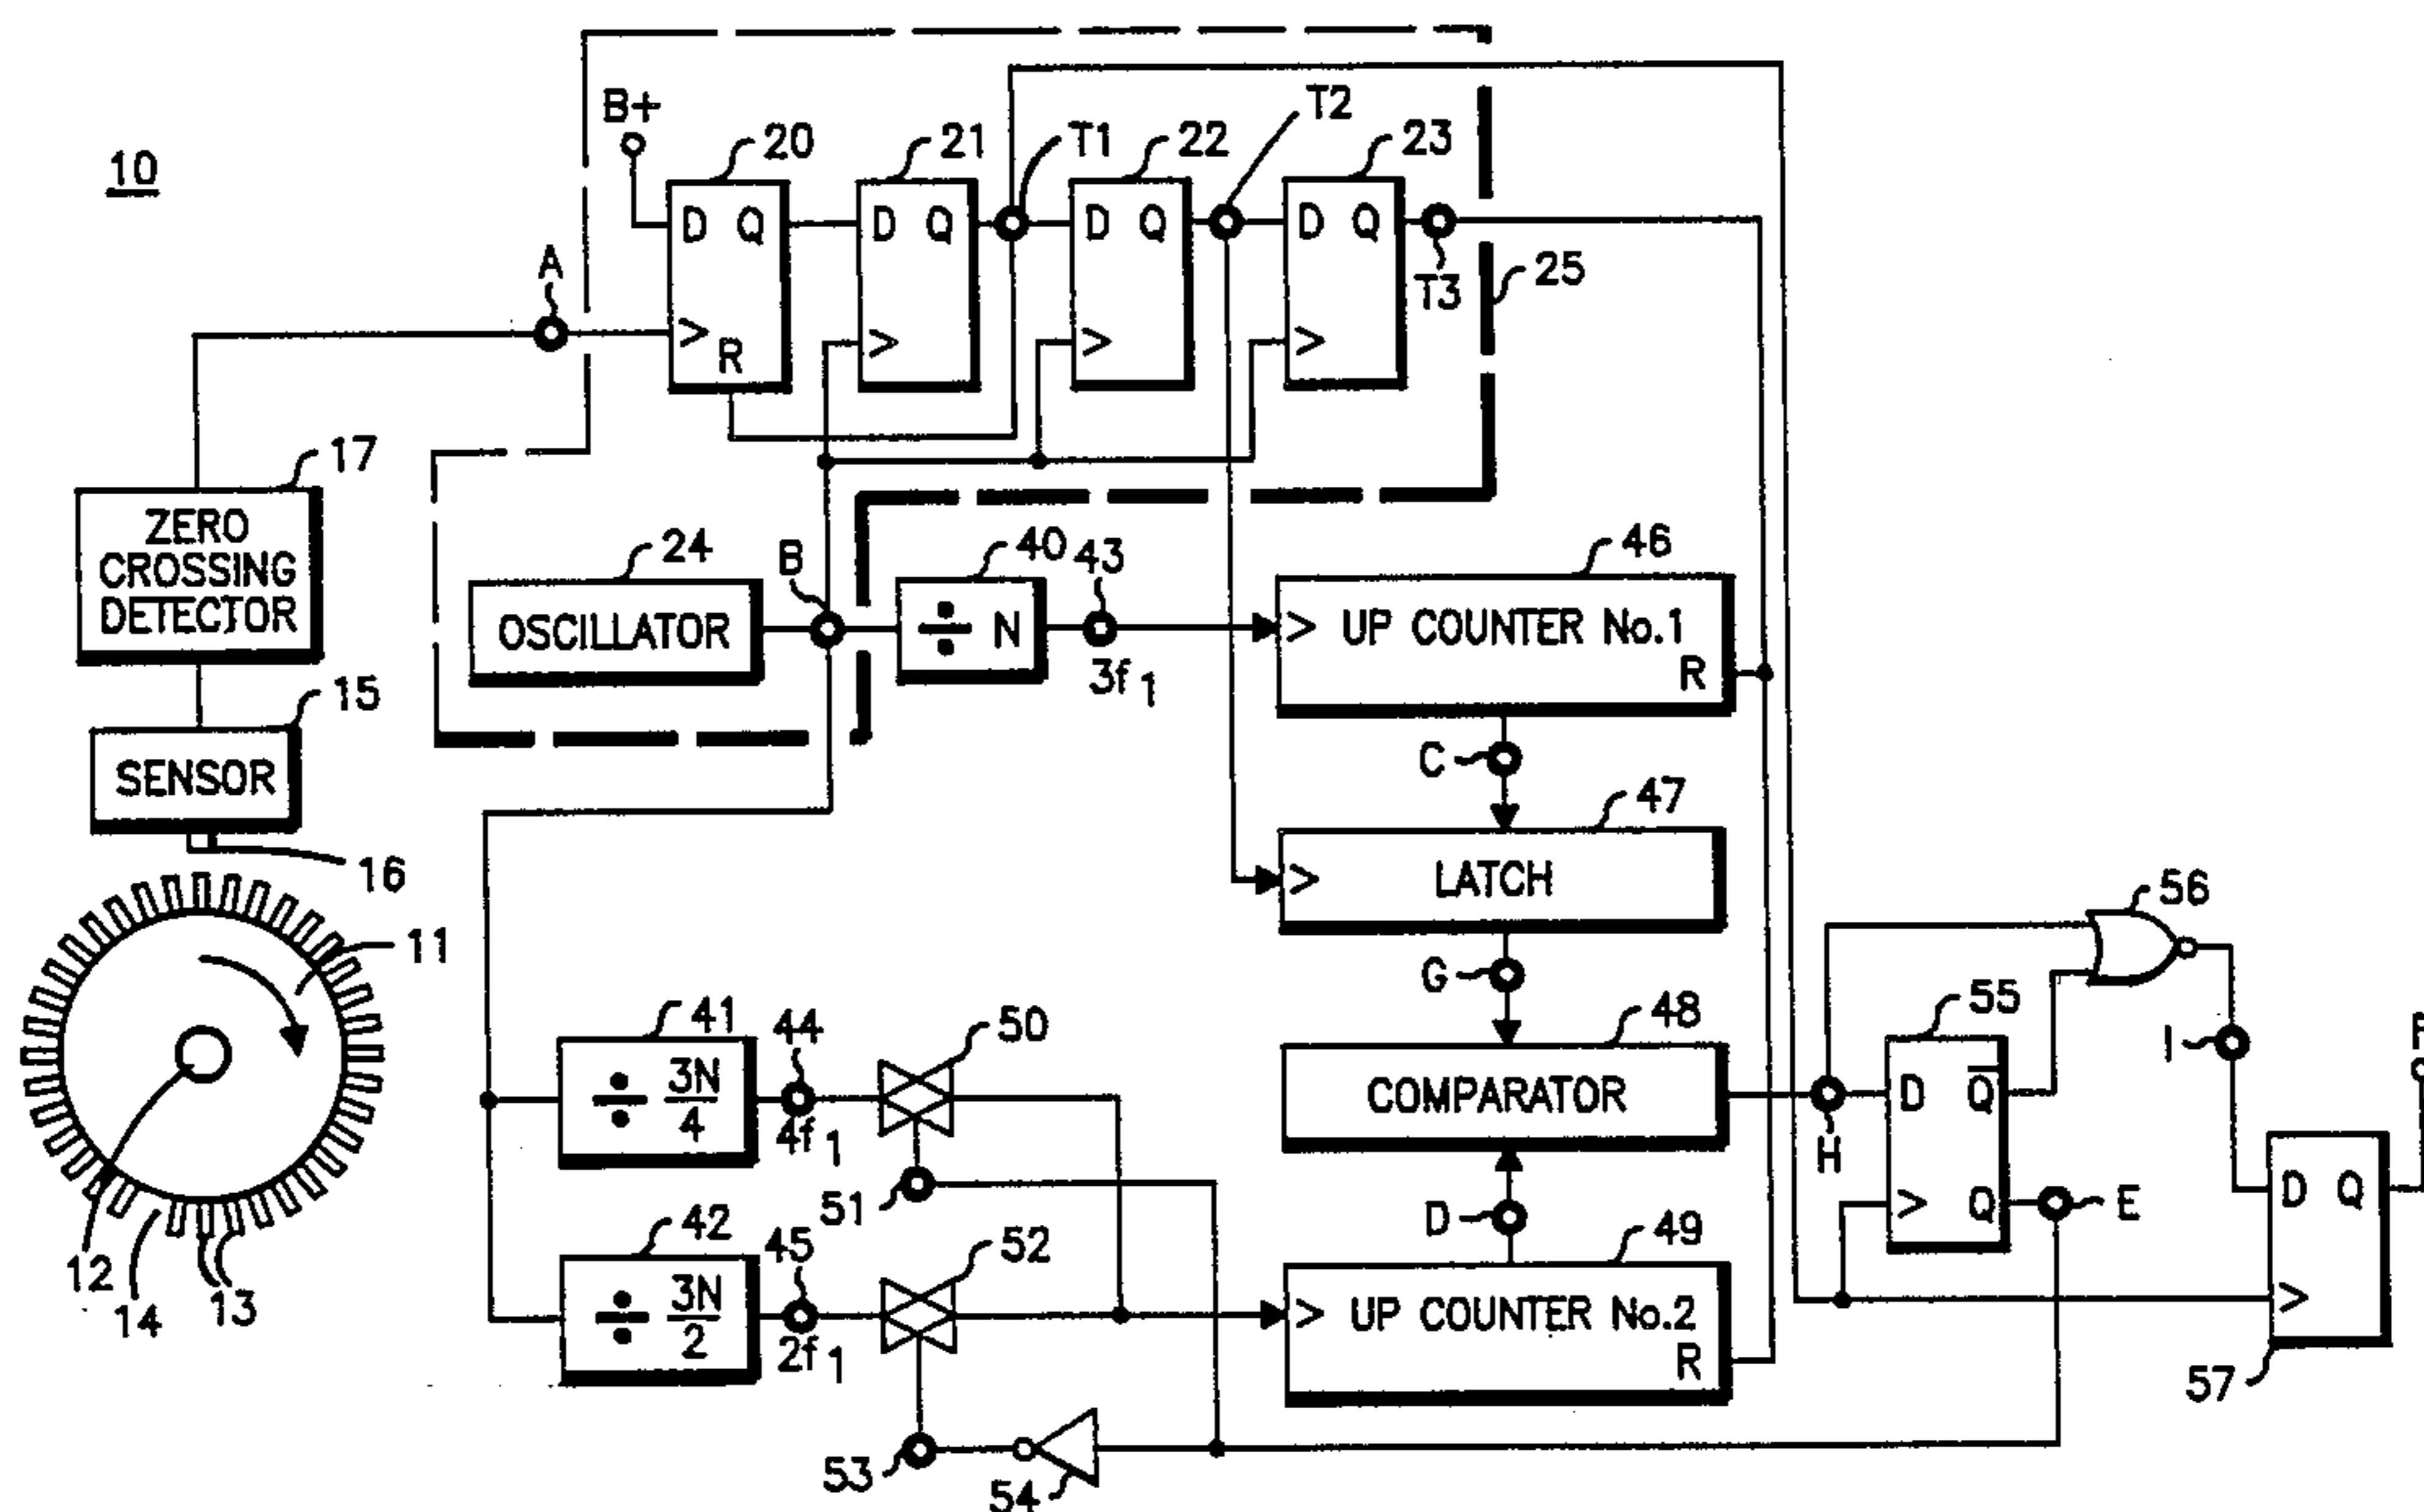 10
B+
20
21
T1
22
T2
23
D Q
D Q
D Q
D Q
A
R
T3
25
17
ZERO
CROSSING
DETECTOR
24
B
40
43
46
OSCILLATOR
÷ N
3f1
UP COUNTER No.1
R
15
SENSOR
16
C
47
LATCH
G
11
12
14
13
41
44
50
÷ 3N/4
4f1
51
48
COMPARATOR
H
56
55
D Q̅
Q
E
I
42
45
52
÷ 3N/2
2f1
D
49
UP COUNTER No.2
R
53
54
D Q
57